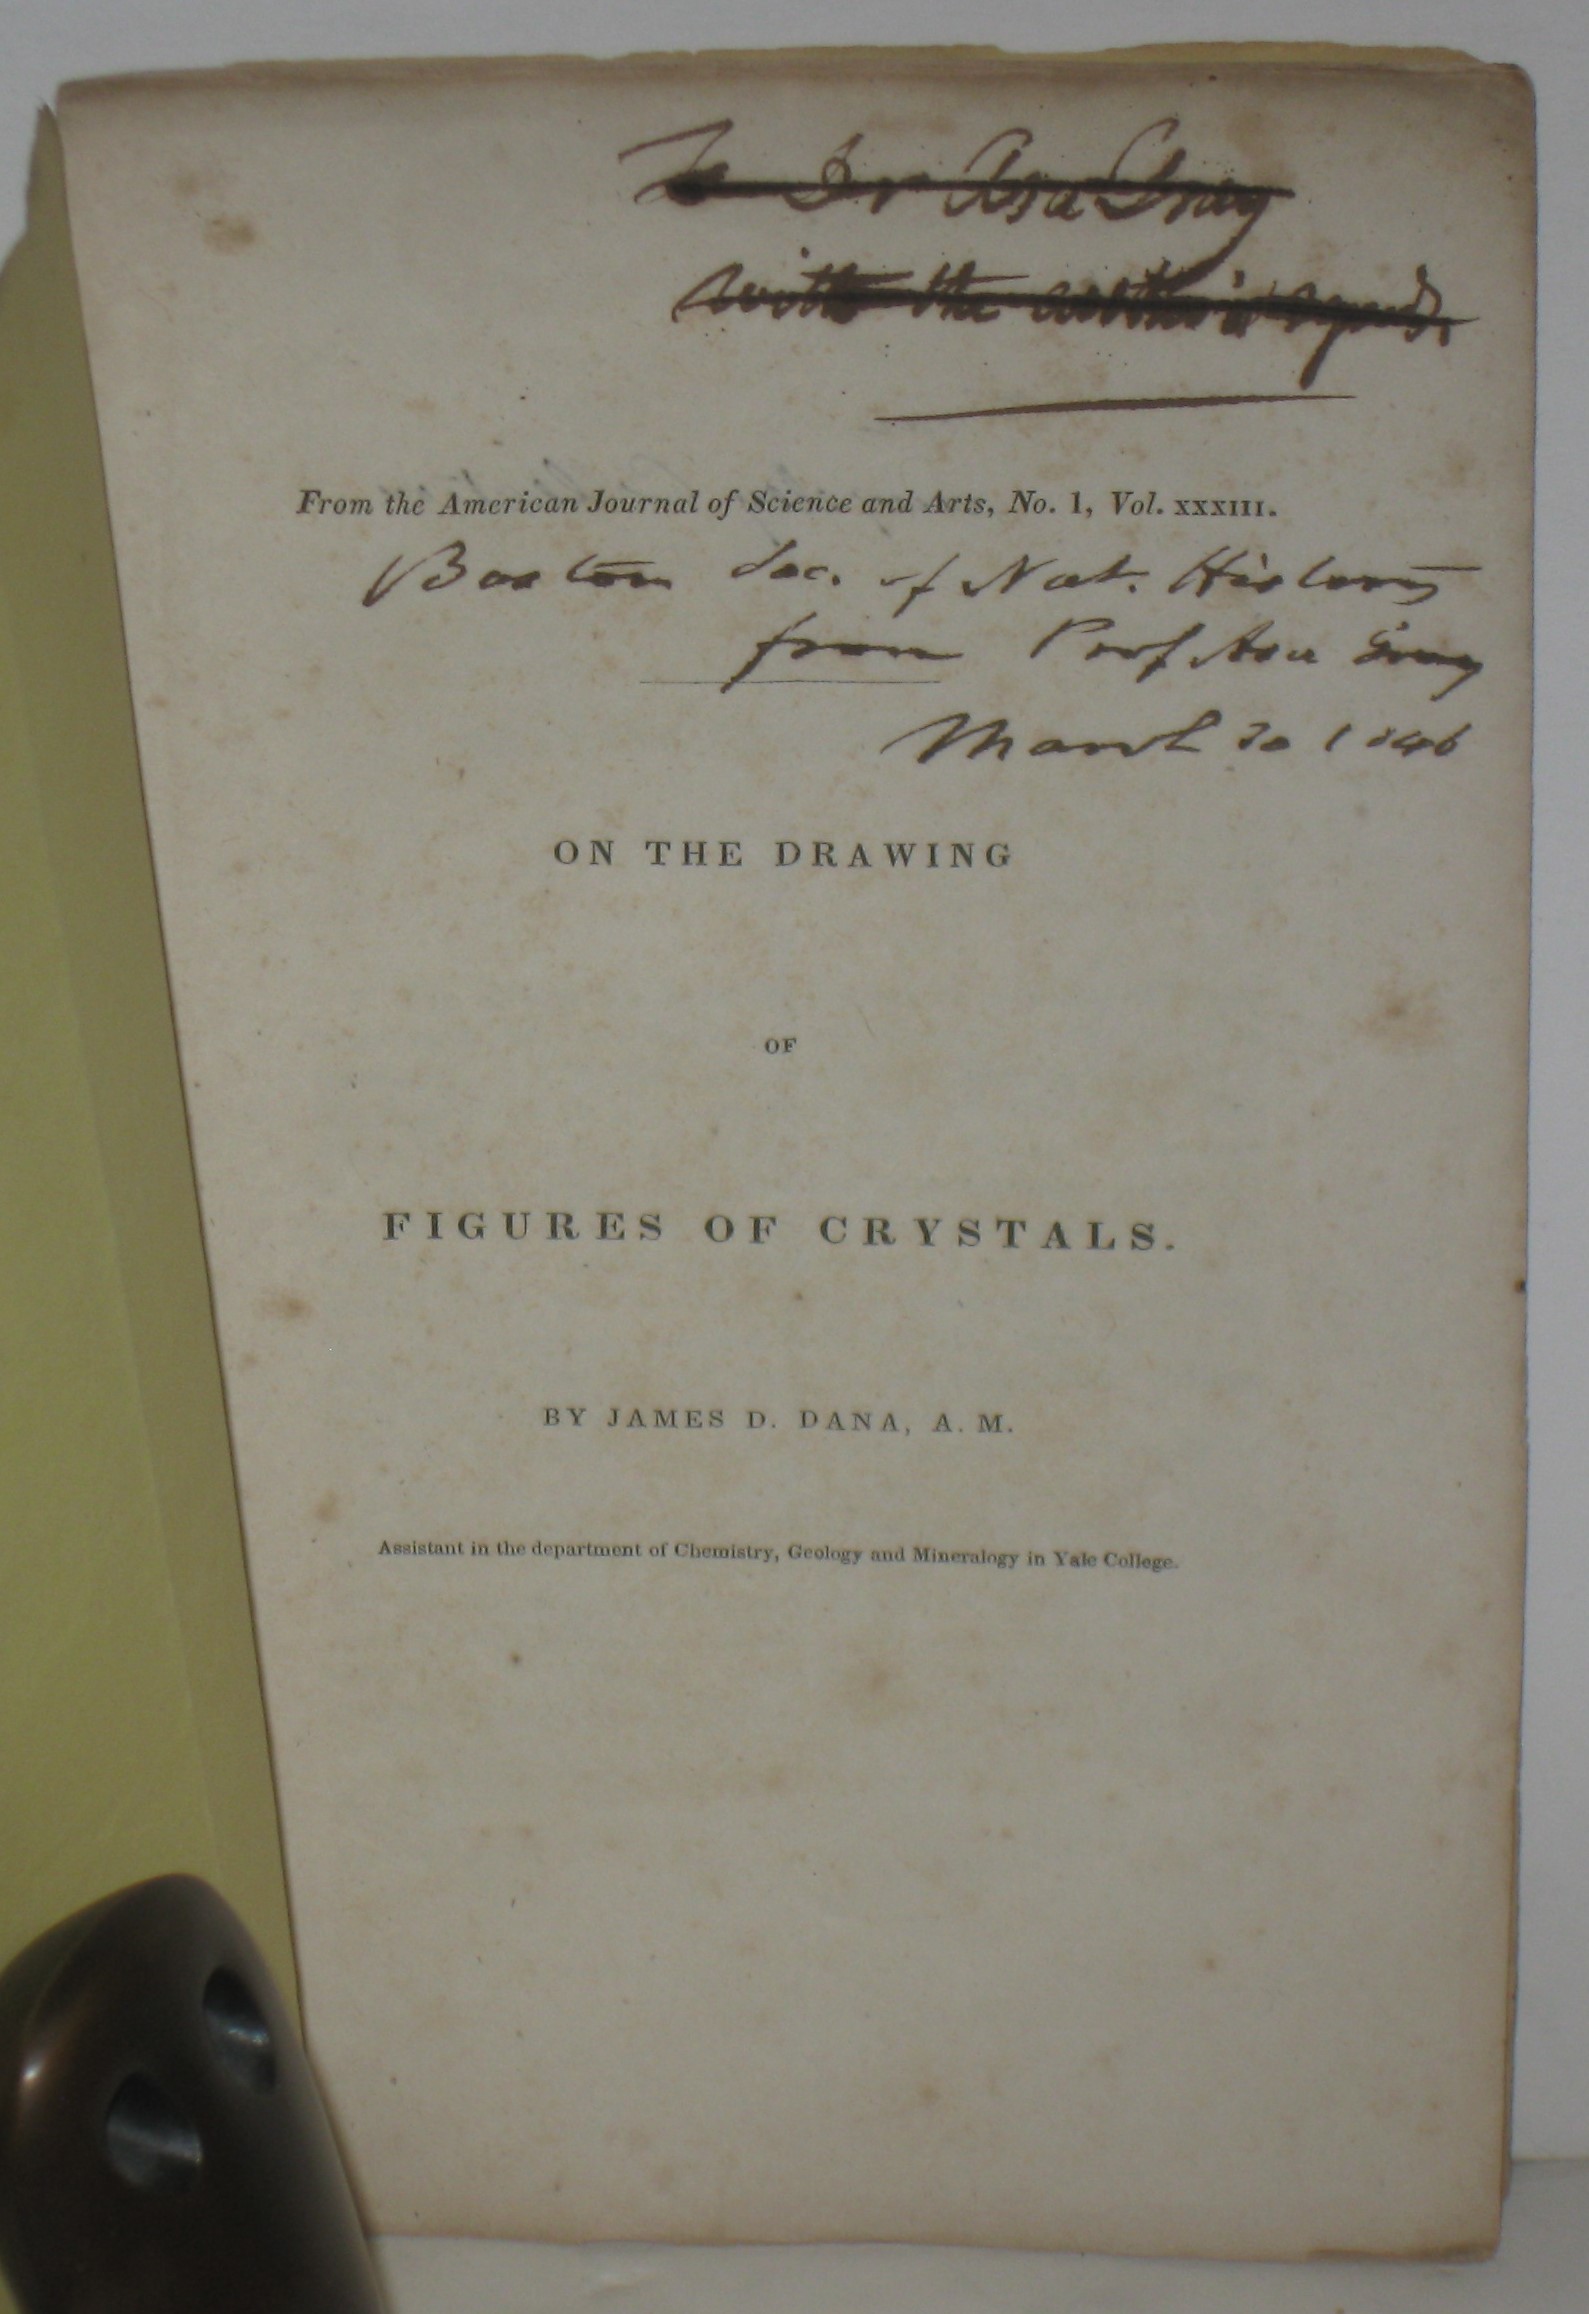 To Dr Asa Gray
with the author's regards.
From the American Journal of Science and Arts, No. 1, Vol. XXXIII.
Boston Soc. of Nat. History
from Prof Asa Gray
March 20 1846
ON THE DRAWING
OF
FIGURES OF CRYSTALS.
BY JAMES D. DANA, A. M.
Assistant in the department of Chemistry, Geology and Mineralogy in Yale College.